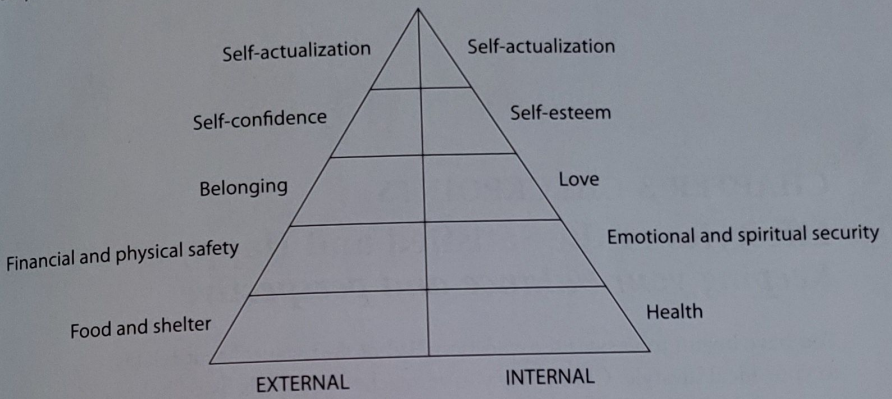 Self-actualization
Self-actualization
Self-confidence
Self-esteem
Belonging
Love
Financial and physical safety
Emotional and spiritual security
Food and shelter
Health
EXTERNAL
INTERNAL